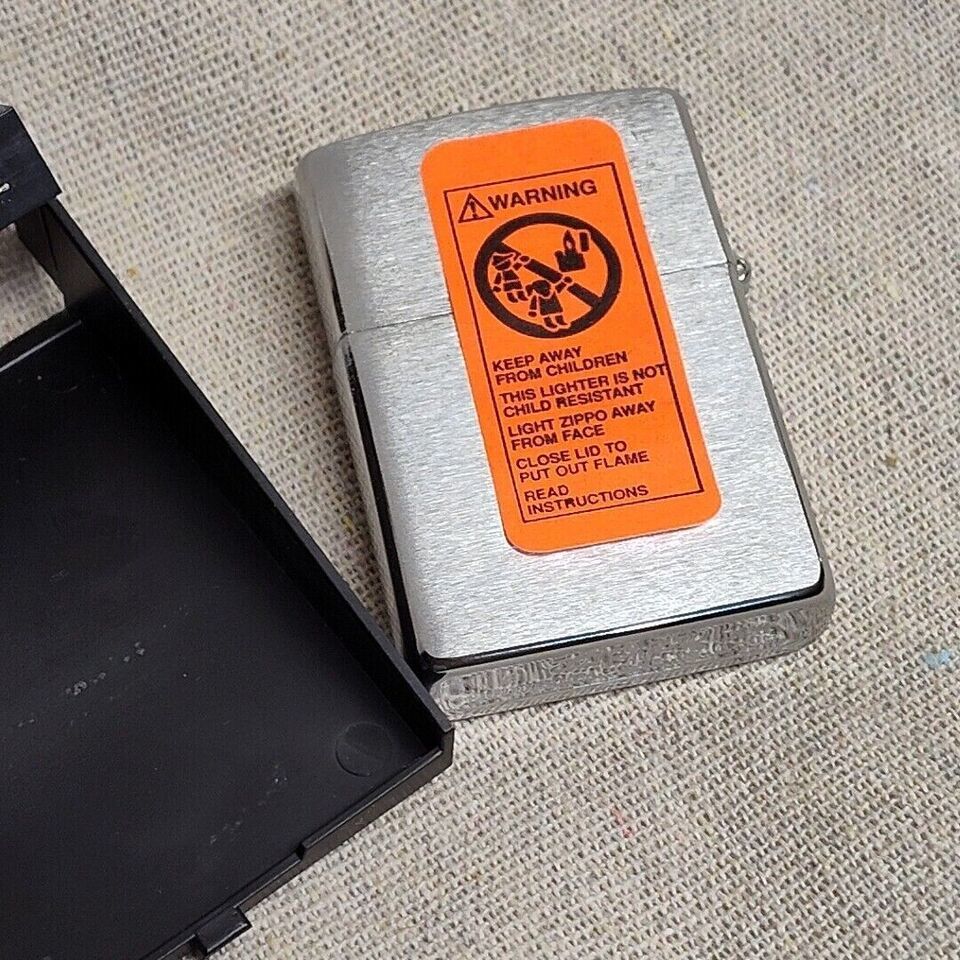 WARNING
KEEP AWAY
FROM CHILDREN
THIS LIGHTER IS NOT
CHILD RESISTANT
LIGHT ZIPPO AWAY
FROM FACE
CLOSE LID TO
PUT OUT FLAME
READ
INSTRUCTIONS